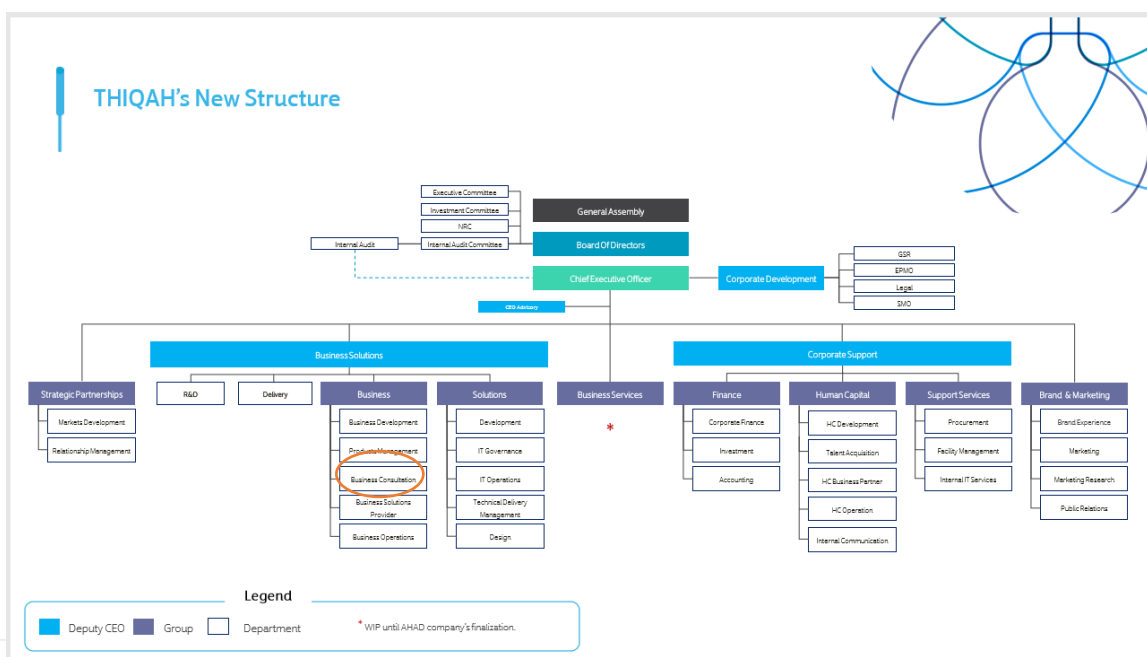 THIQAH's New Structure
Executive Committee
Investment Committee
NRC
Internal Audit
Internal Audit Committee
General Assembly
Board Of Directors
Chief Executive Officer
Corporate Development
GSR
EPMO
Legal
SMO
CEO Advisory
Business Solutions
Corporate Support
Strategic Partnerships
R&D
Delivery
Business
Solutions
Business Services
Finance
Human Capital
Support Services
Brand & Marketing
Markets Development
Relationship Management
Business Development
Products Management
Business Consultation
Business Solutions
Provider
Business Operations
Development
IT Governance
IT Operations
Technical Delivery
Management
Design
*
Corporate Finance
Investment
Accounting
HC Development
Talent Acquisition
HC Business Partner
HC Operation
Internal Communication
Procurement
Facility Management
Internal IT Services
Brand Experience
Marketing
Marketing Research
Public Relations
Legend
Deputy CEO
Group
Department
* WIP until AHAD company's finalization.